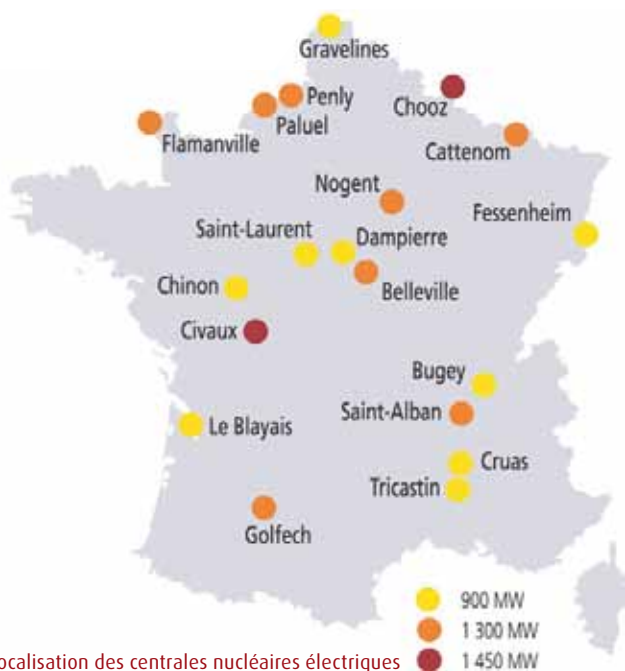 Gravelines
Penly
Chooz
Paluel
Flamanville
Cattenom
Nogent
Fessenheim
Saint-Laurent
Dampierre
Chinon
Belleville
Civaux
Bugey
Saint-Alban
Le Blayais
Cruas
Tricastin
Golfech
900 MW
1 300 MW
ocalisation des centrales nucléaires électriques
1 450 MW